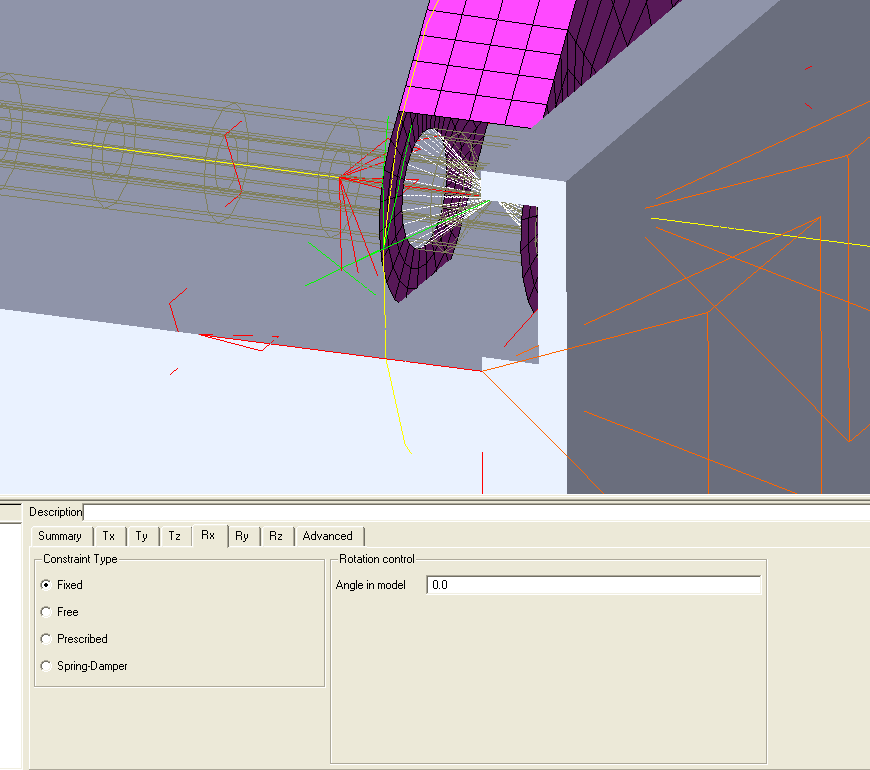 Description
Summary Tx Ty Tz Rx Ry Rz Advanced
Constraint Type
Fixed
Free
Prescribed
Spring-Damper
Rotation control
Angle in model 0.0